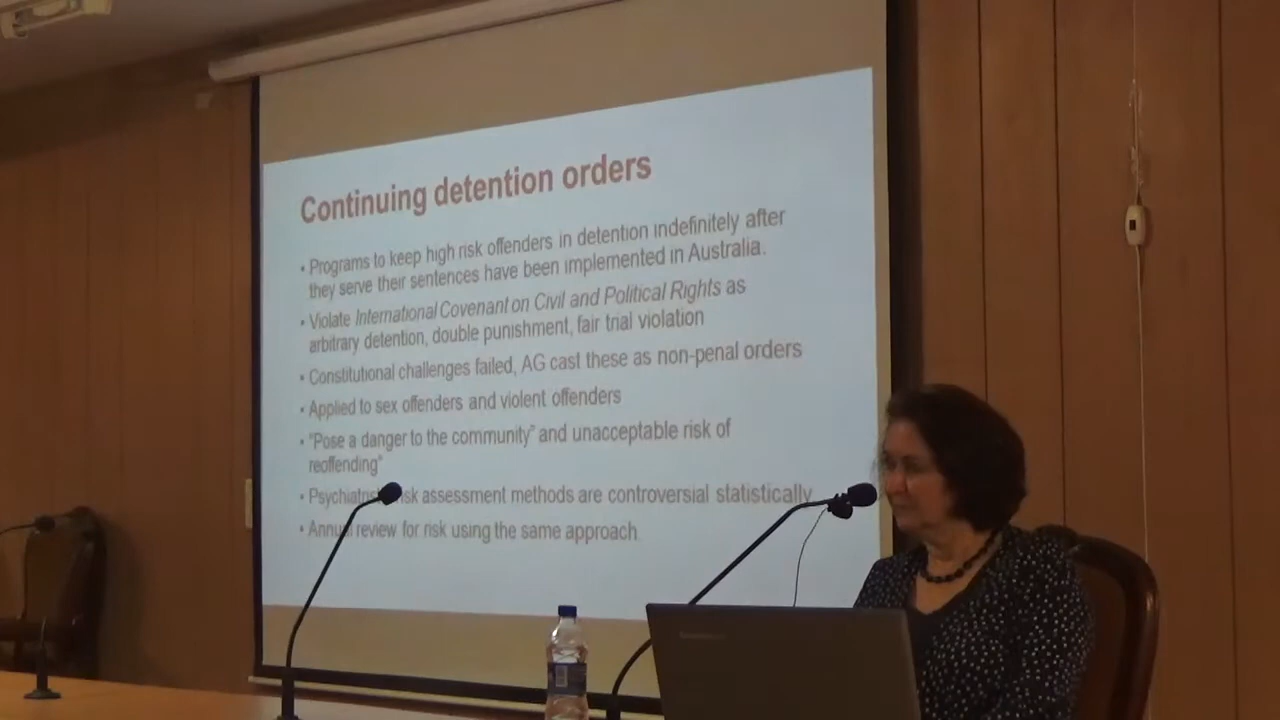 Continuing detention orders
• Programs to keep high risk offenders in detention indefinitely after
they serve their sentences have been implemented in Australia.
• Violate International Covenant on Civil and Political Rights as
arbitrary detention, double punishment, fair trial violation
• Constitutional challenges failed, AG cast these as non-penal orders
• Applied to sex offenders and violent offenders
• "Pose a danger to the community" and unacceptable risk of
reoffending"
• Psychiatric risk assessment methods are controversial statistically
• Annual review for risk using the same approach